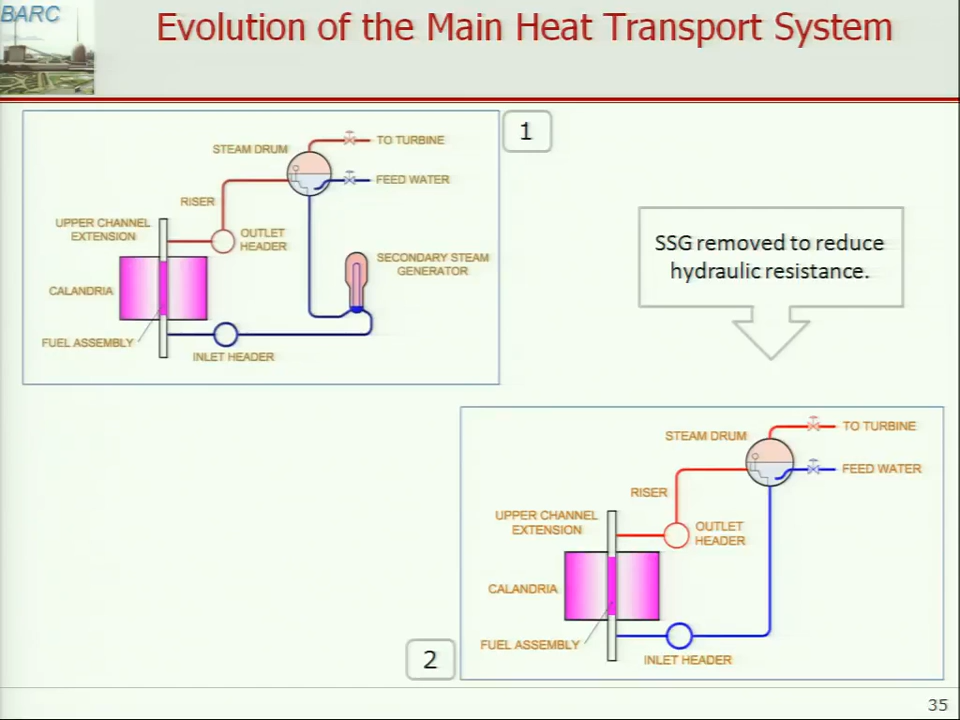 BARC
Evolution of the Main Heat Transport System
1
STEAM DRUM
TO TURBINE
FEED WATER
RISER
UPPER CHANNEL
EXTENSION
OUTLET
HEADER
SECONDARY STEAM
GENERATOR
CALANDRIA
FUEL ASSEMBLY
INLET HEADER
SSG removed to reduce
hydraulic resistance.
STEAM DRUM
TO TURBINE
FEED WATER
RISER
UPPER CHANNEL
EXTENSION
OUTLET
HEADER
CALANDRIA
FUEL ASSEMBLY
INLET HEADER
2
35